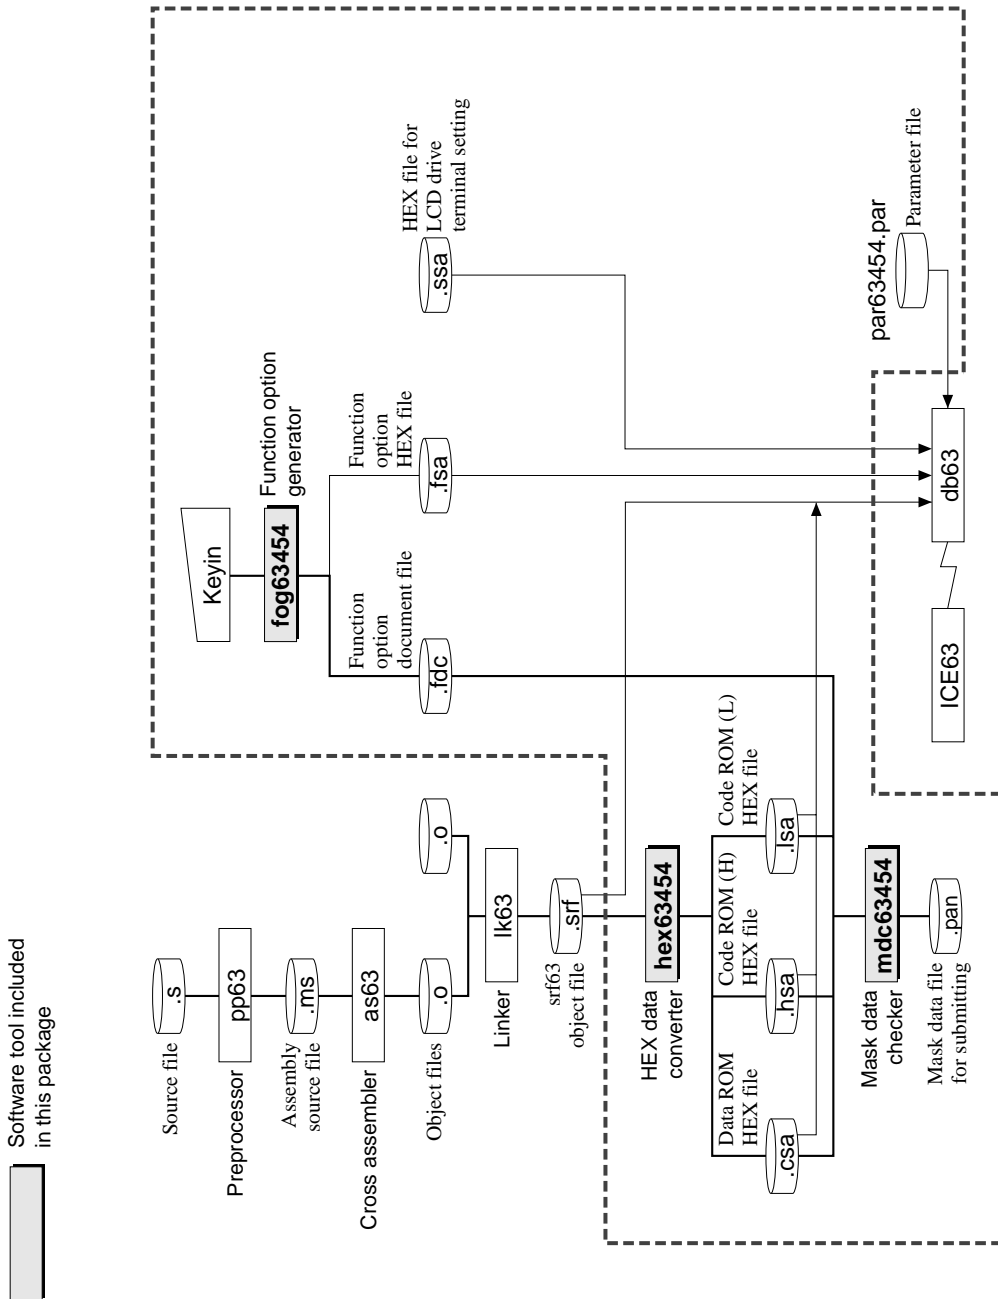 Software tool included
in this package
Source file
.s
Preprocessor
pp63
Assembly
source file
.ms
Cross assembler
as63
Object files
.o
.o
Linker
lk63
srf63
object file
.srf
HEX data
converter
hex63454
Data ROM
HEX file
Code ROM (H)
HEX file
Code ROM (L)
HEX file
.csa
.hsa
.lsa
Mask data
checker
mdc63454
Mask data file
for submitting
.pan
Keyin
fog63454
Function option
generator
Function
option
document file
.fdc
Function
option
HEX file
.fsa
HEX file for
LCD drive
terminal setting
.ssa
par63454.par
Parameter file
db63
ICE63